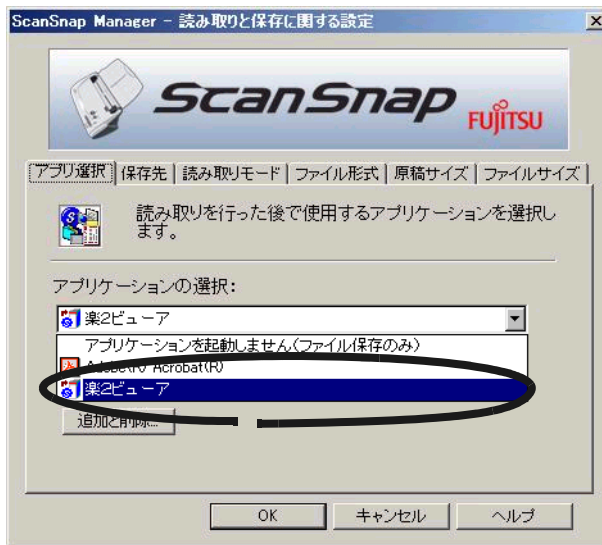 ScanSnap Manager - 読み取りと保存に関する設定
ScanSnap
FUJITSU
アプリ選択 保存先 読み取りモード ファイル形式 原稿サイズ ファイルサイズ
読み取りを行った後で使用するアプリケーションを選択し
ます。
アプリケーションの選択:
楽2ビューア
アプリケーションを起動しません(ファイル保存のみ)
Adobe(R) Acrobat(R)
楽2ビューア
追加と削除...
OK キャンセル ヘルプ